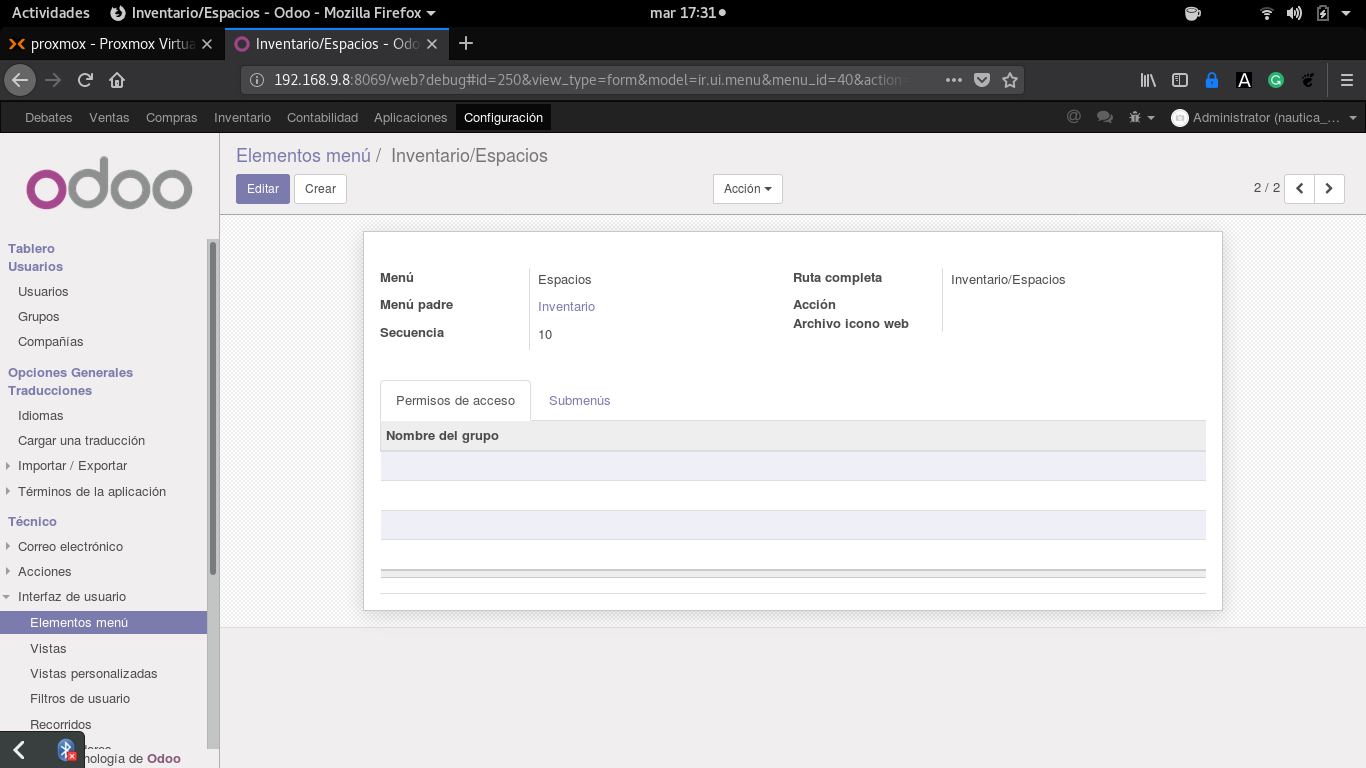 Actividades Inventario/Espacios - Odoo - Mozilla Firefox mar 17:31
proxmox - Proxmox Virtua Inventario/Espacios - Odo
192.168.9.8:8069/web?debug#id=250&view_type=form&model=ir.ui.menu&menu_id=40&action=
Debates Ventas Compras Inventario Contabilidad Aplicaciones Configuración @ Administrator (nautica_...
odoo
Elementos menú / Inventario/Espacios
Editar Crear Acción 2 / 2
Tablero
Usuarios
Usuarios
Grupos
Compañías
Opciones Generales
Traducciones
Idiomas
Cargar una traducción
Importar / Exportar
Términos de la aplicación
Técnico
Correo electrónico
Acciones
Interfaz de usuario
Elementos menú
Vistas
Vistas personalizadas
Filtros de usuario
Recorridos
nología de Odoo
Menú Espacios
Menú padre Inventario
Secuencia 10
Ruta completa Inventario/Espacios
Acción
Archivo icono web
Permisos de acceso Submenús
Nombre del grupo